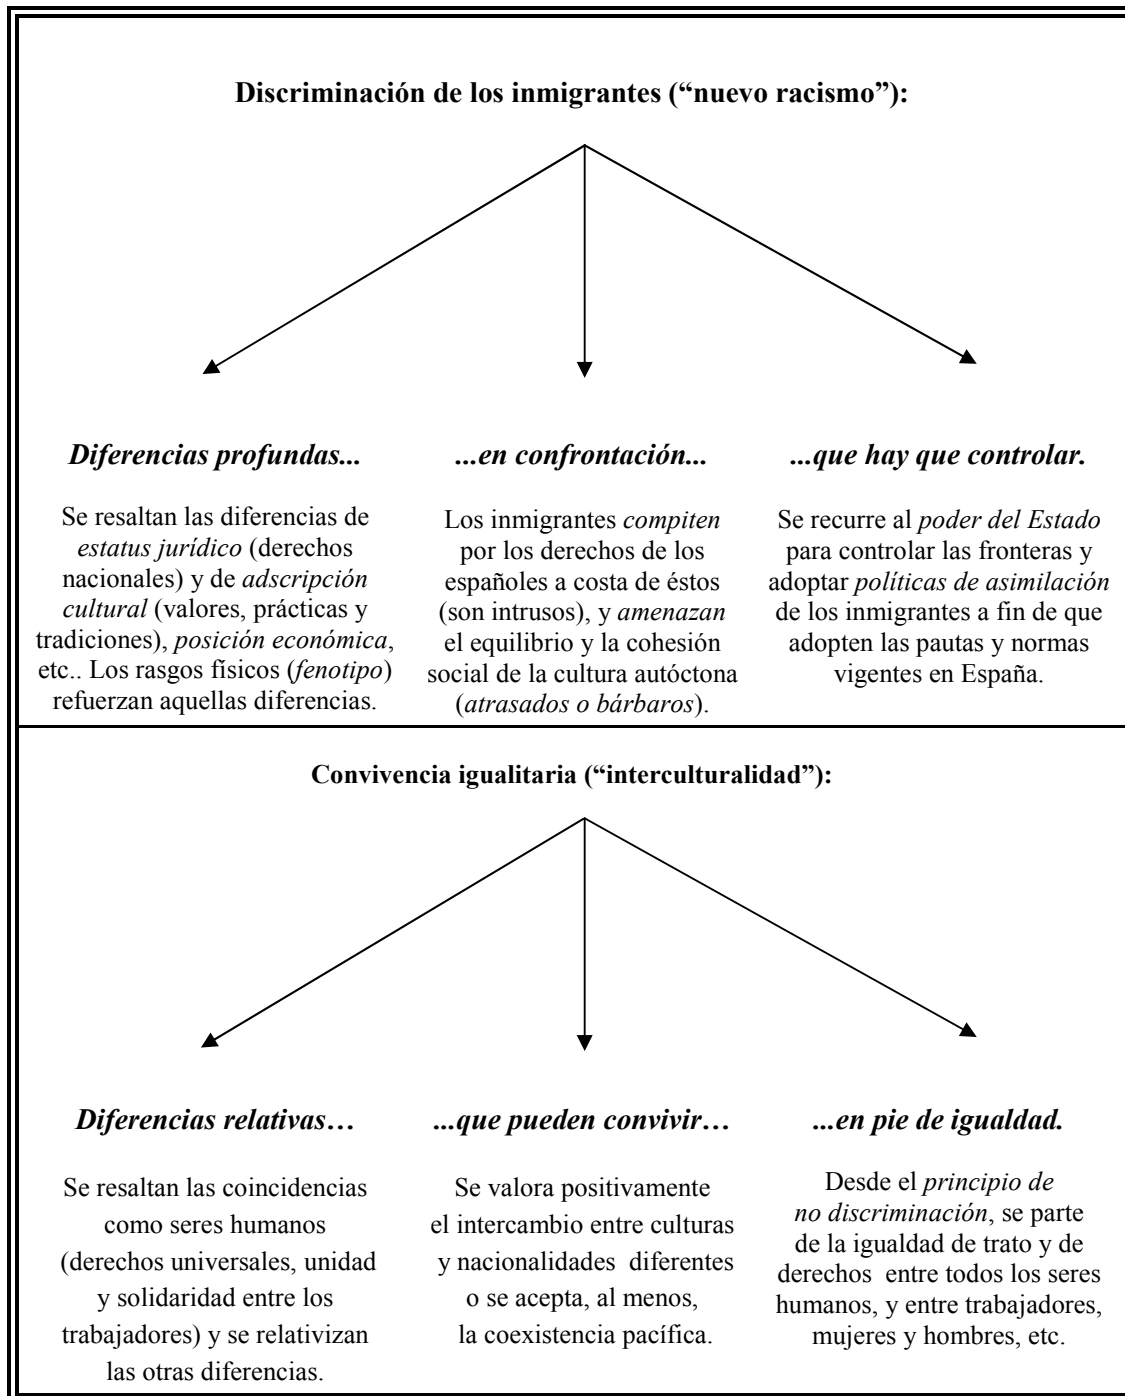 Discriminación de los inmigrantes (“nuevo racismo”):
Diferencias profundas...
Se resaltan las diferencias de
estatus jurídico (derechos
nacionales) y de adscripción
cultural (valores, prácticas y
tradiciones), posición económica,
etc.. Los rasgos físicos (fenotipo)
refuerzan aquellas diferencias.
...en confrontación...
Los inmigrantes compiten
por los derechos de los
españoles a costa de éstos
(son intrusos), y amenazan
el equilibrio y la cohesión
social de la cultura autóctona
(atrasados o bárbaros).
...que hay que controlar.
Se recurre al poder del Estado
para controlar las fronteras y
adoptar políticas de asimilación
de los inmigrantes a fin de que
adopten las pautas y normas
vigentes en España.
Convivencia igualitaria (“interculturalidad”):
Diferencias relativas…
Se resaltan las coincidencias
como seres humanos
(derechos universales, unidad
y solidaridad entre los
trabajadores) y se relativizan
las otras diferencias.
...que pueden convivir…
Se valora positivamente
el intercambio entre culturas
y nacionalidades diferentes
o se acepta, al menos,
la coexistencia pacífica.
...en pie de igualdad.
Desde el principio de
no discriminación, se parte
de la igualdad de trato y de
derechos entre todos los seres
humanos, y entre trabajadores,
mujeres y hombres, etc.